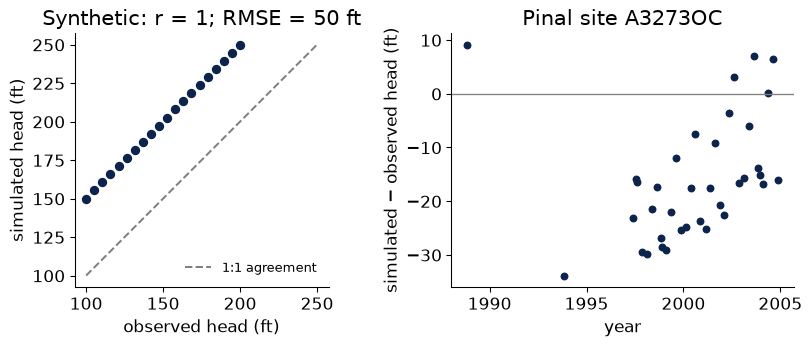 Synthetic: r = 1; RMSE = 50 ft
simulated head (ft)
250
225
200
175
150
125
100
1:1 agreement
100
150
200
250
observed head (ft)
Pinal site A3273OC
simulated − observed head (ft)
10
0
−10
−20
−30
1990
1995
2000
2005
year